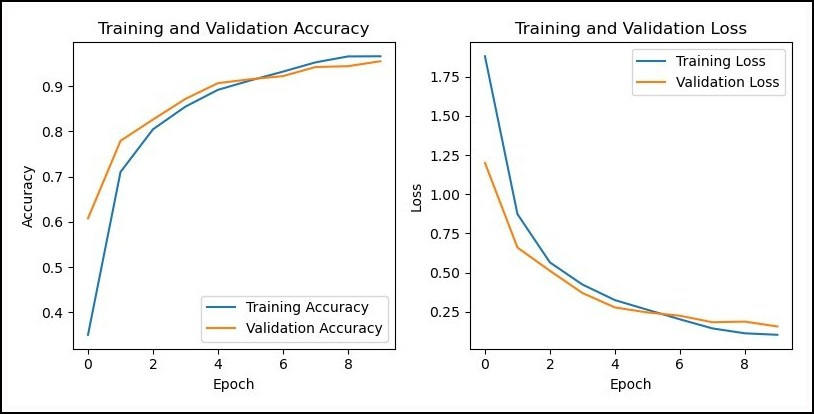 Training and Validation Accuracy
Accuracy
0.9
0.8
0.7
0.6
0.5
0.4
Training Accuracy
Validation Accuracy
0 2 4 6 8
Epoch
Training and Validation Loss
Loss
1.75
1.50
1.25
1.00
0.75
0.50
0.25
Training Loss
Validation Loss
0 2 4 6 8
Epoch